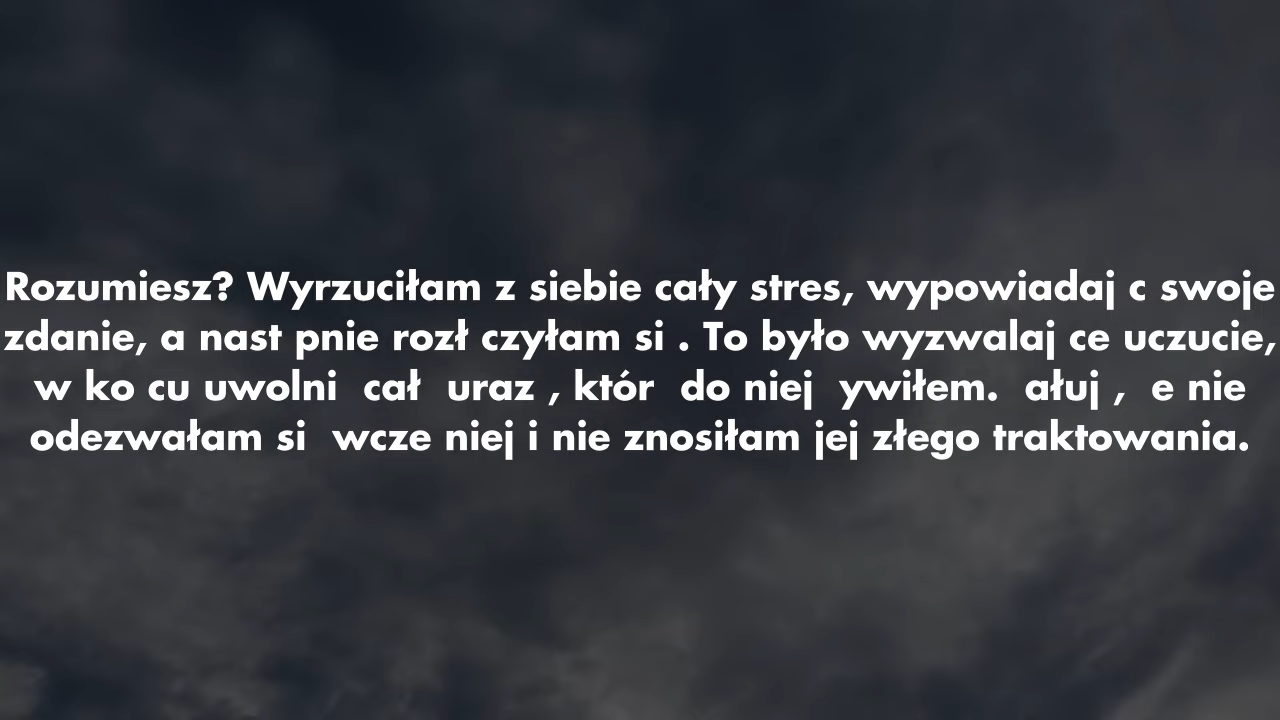 Rozumiesz? Wyrzuciłam z siebie cały stres, wypowiadaj c swoje
zdanie, a nast pnie rozł czyłam si . To było wyzwalaj ce uczucie,
w ko cu uwolni  cał  uraz , któr  do niej  ywiłem.  ałuj ,  e nie
odezwałam si  wcze niej i nie znosiłam jej złego traktowania.